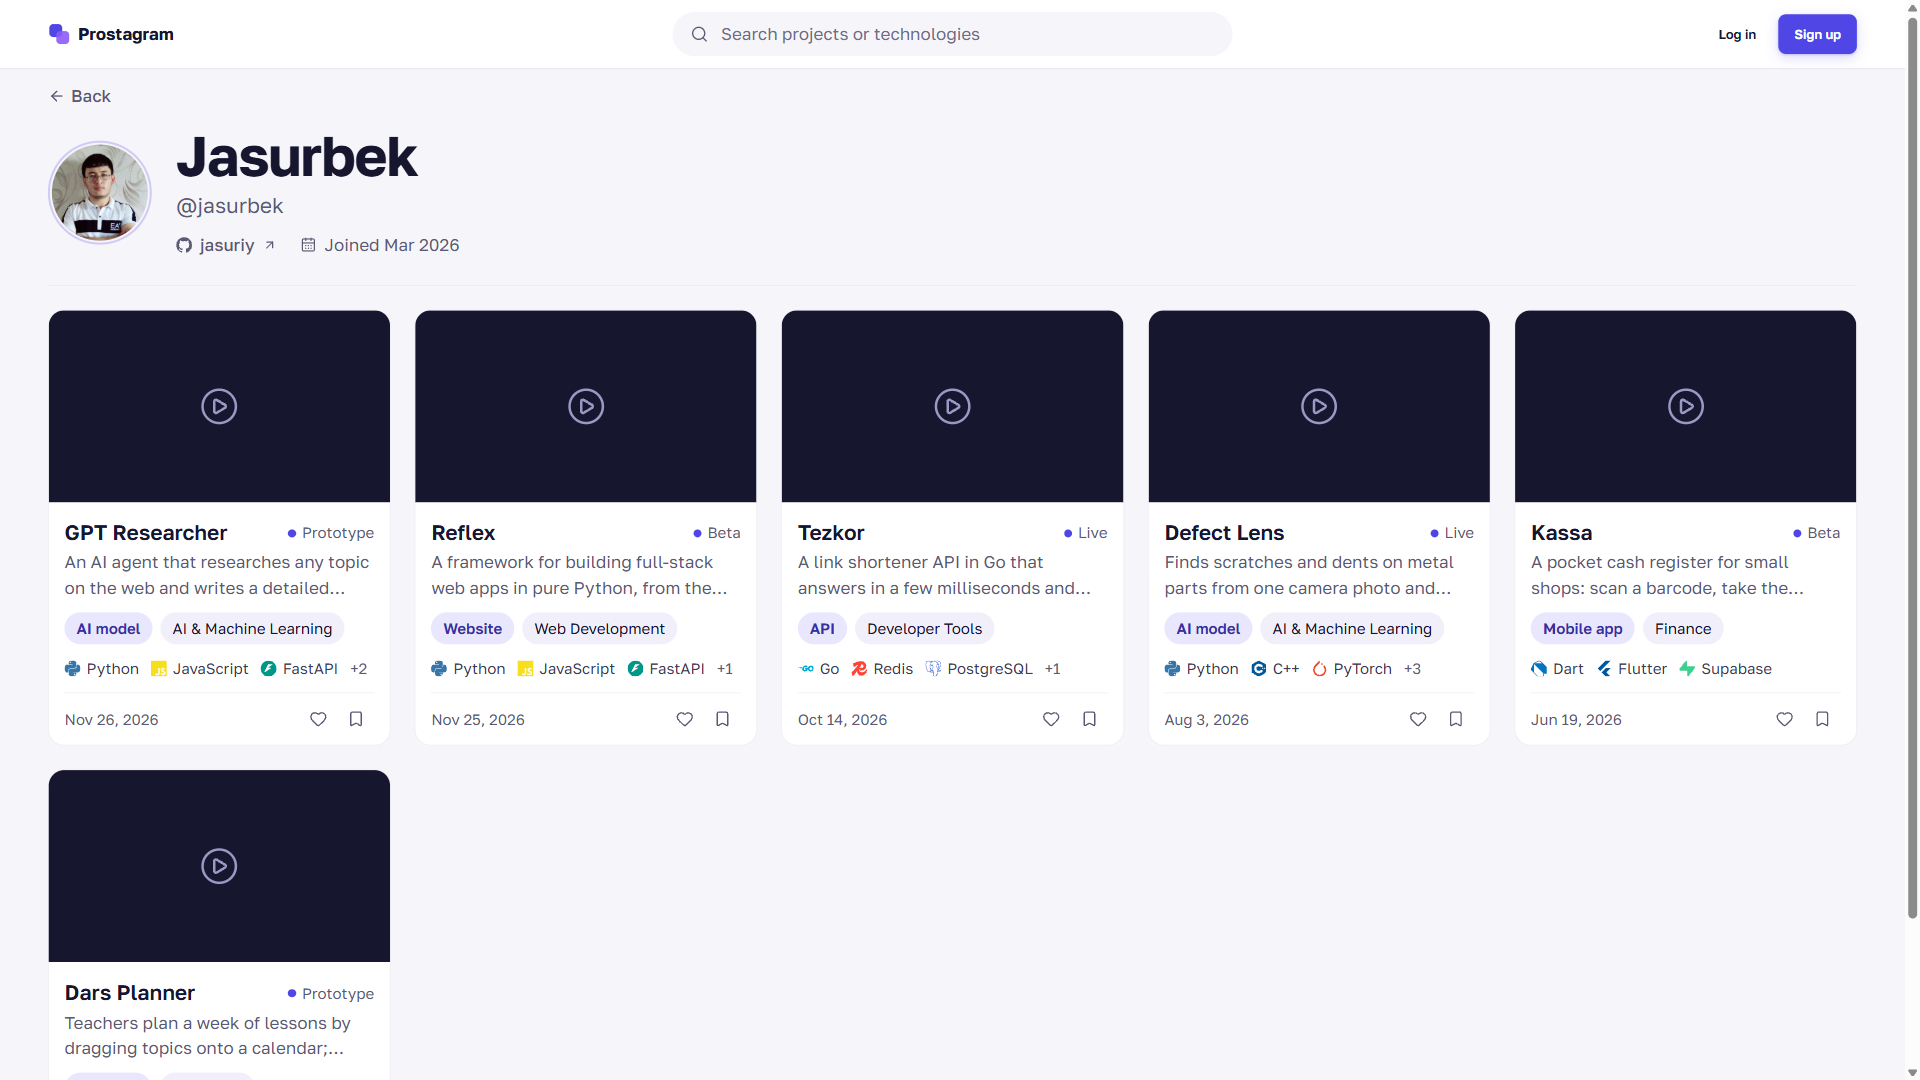 Prostagram
Search projects or technologies
Log in
Sign up
Back
Jasurbek
@jasurbek
jasuriy
Joined Mar 2026
GPT Researcher
Prototype
An AI agent that researches any topic
on the web and writes a detailed...
AI model
AI & Machine Learning
Python
JavaScript
FastAPI
+2
Nov 26, 2026
Reflex
Beta
A framework for building full-stack
web apps in pure Python, from the...
Website
Web Development
Python
JavaScript
FastAPI
+1
Nov 25, 2026
Tezkor
Live
A link shortener API in Go that
answers in a few milliseconds and...
API
Developer Tools
Go
Redis
PostgreSQL
+1
Oct 14, 2026
Defect Lens
Live
Finds scratches and dents on metal
parts from one camera photo and...
AI model
AI & Machine Learning
Python
C++
PyTorch
+3
Aug 3, 2026
Kassa
Beta
A pocket cash register for small
shops: scan a barcode, take the...
Mobile app
Finance
Dart
Flutter
Supabase
Jun 19, 2026
Dars Planner
Prototype
Teachers plan a week of lessons by
dragging topics onto a calendar;...